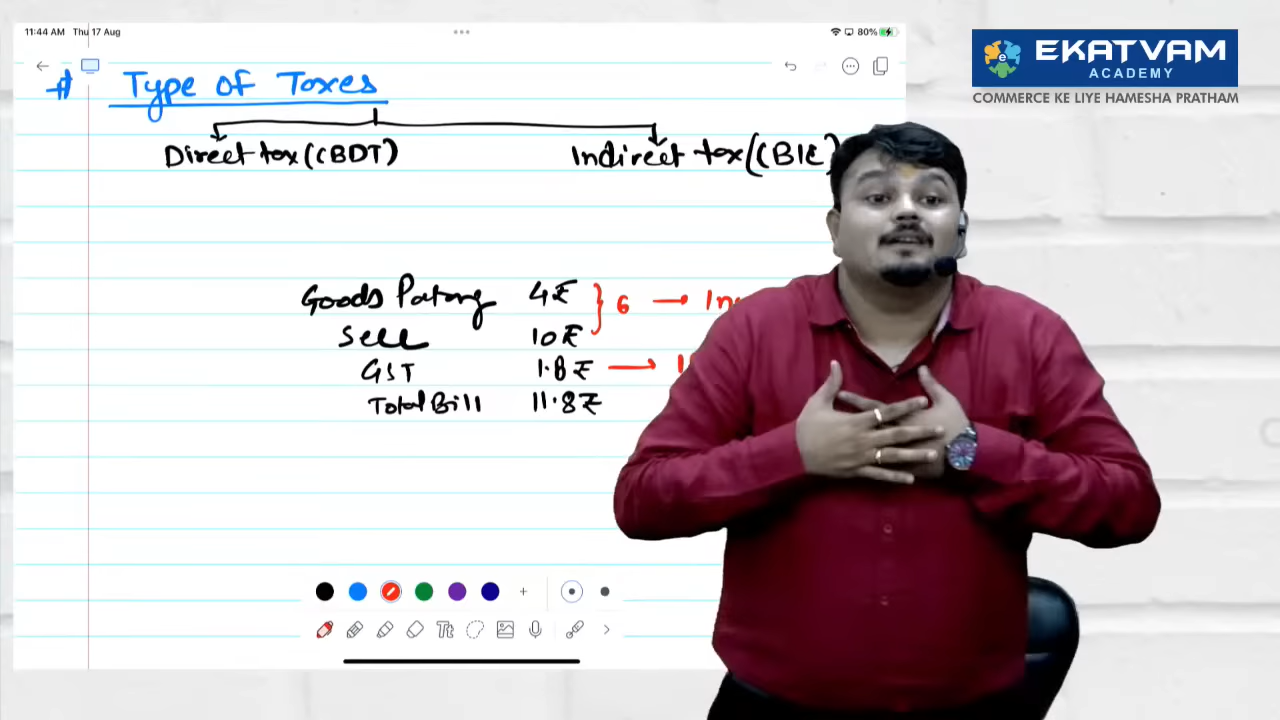 11:44 AM Thu 17 Aug
80%
EKATVAM
ACADEMY
COMMERCE KE LIYE HAMESHA PRATHAM
# Type of Taxes
Direct tax (CBDT) Indirect tax (CBIC)
Goods 4₹ } 6 →
Sell 10₹
GST 1.8₹ →
Total Bill 11.8₹
Tt